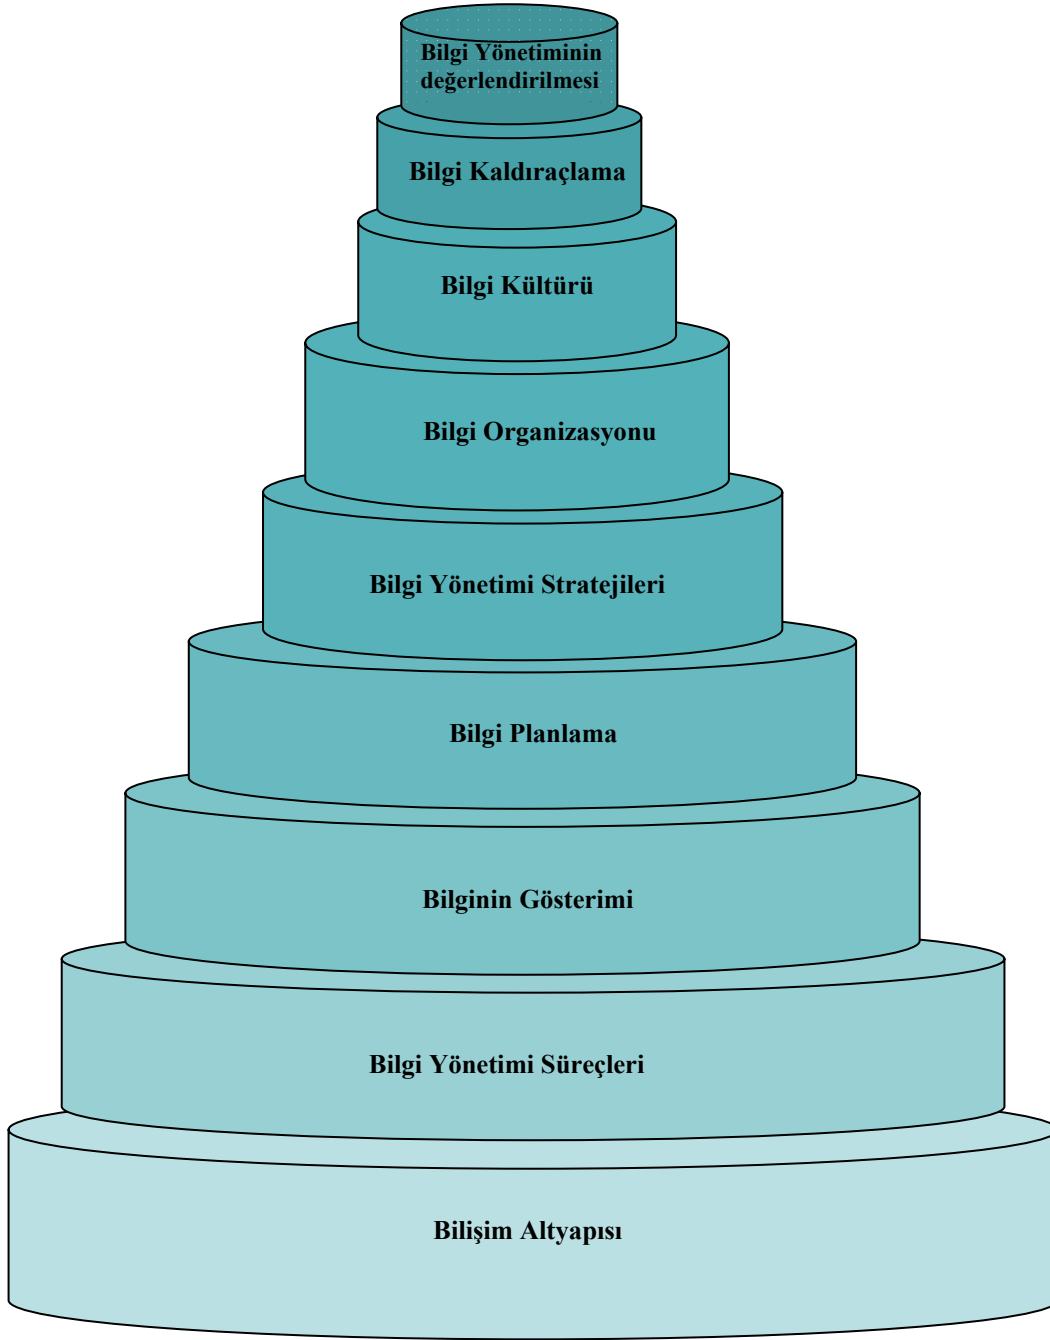 Bilgi Yönetiminin
değerlendirilmesi
Bilgi Kaldıraçlama
Bilgi Kültürü
Bilgi Organizasyonu
Bilgi Yönetimi Stratejileri
Bilgi Planlama
Bilginin Gösterimi
Bilgi Yönetimi Süreçleri
Bilişim Altyapısı